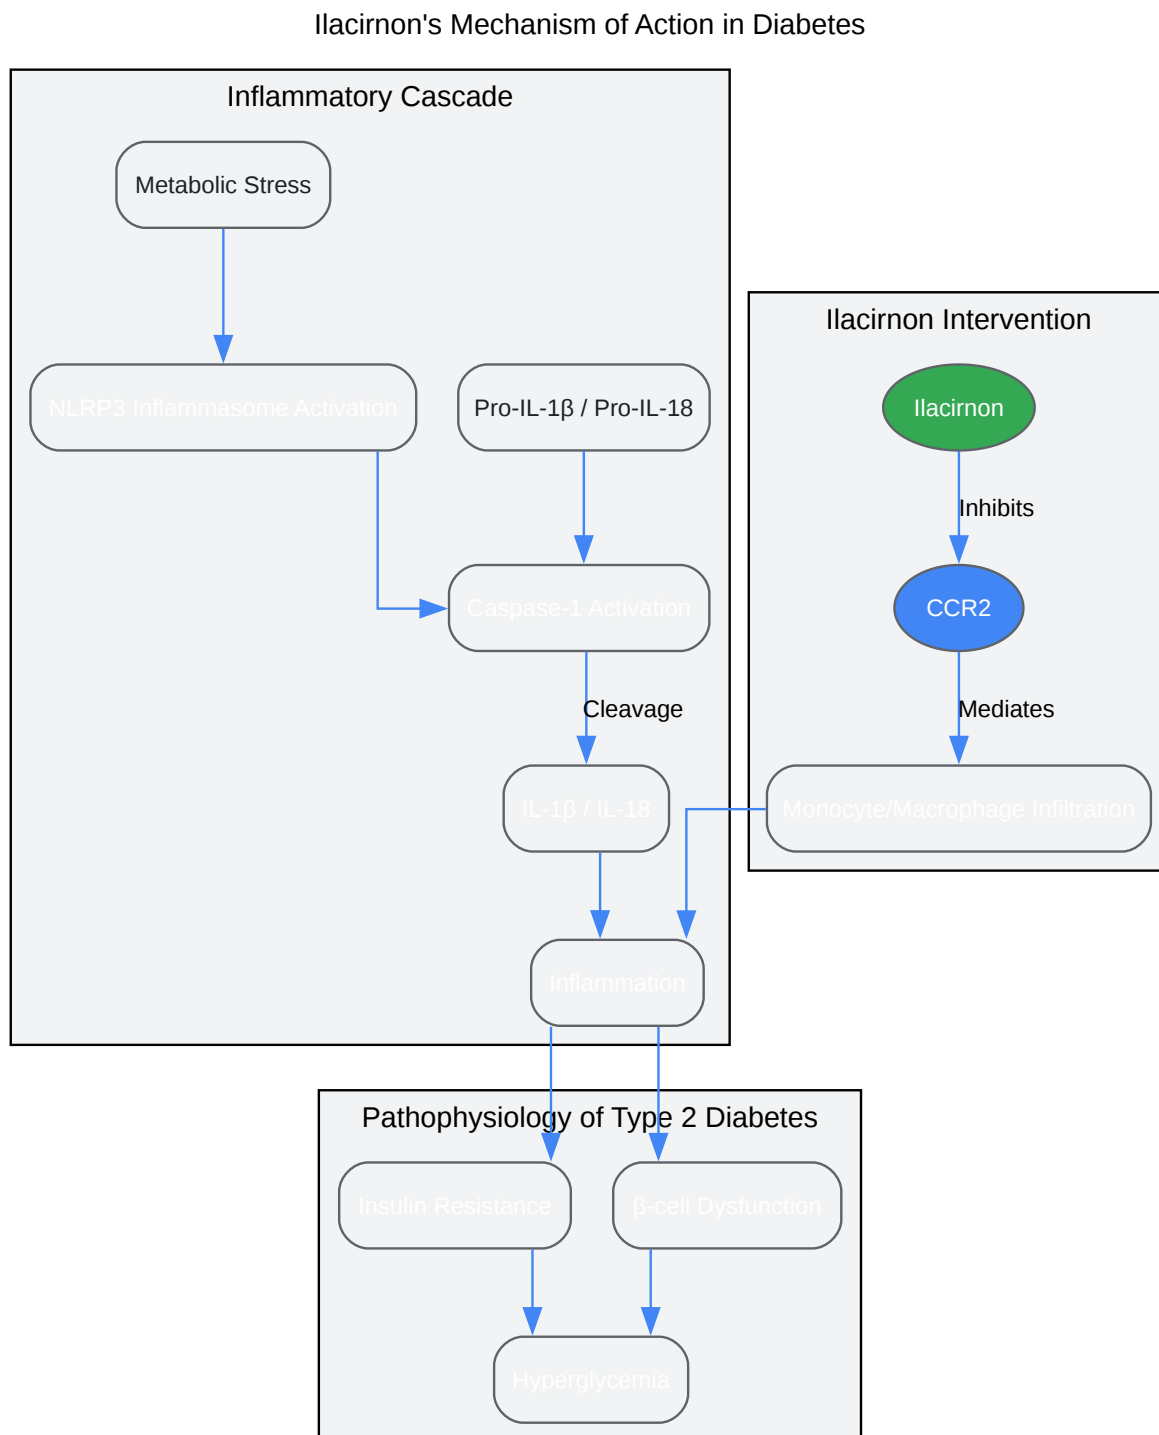 Ilacirnon's Mechanism of Action in Diabetes
Inflammatory Cascade
Metabolic Stress
NLRP3 Inflammasome Activation
Pro-IL-1β / Pro-IL-18
Caspase-1 Activation
Cleavage
IL-1β / IL-18
Inflammation
Ilacirnon Intervention
Ilacirnon
Inhibits
CCR2
Mediates
Monocyte/Macrophage Infiltration
Pathophysiology of Type 2 Diabetes
Insulin Resistance
β-cell Dysfunction
Hyperglycemia